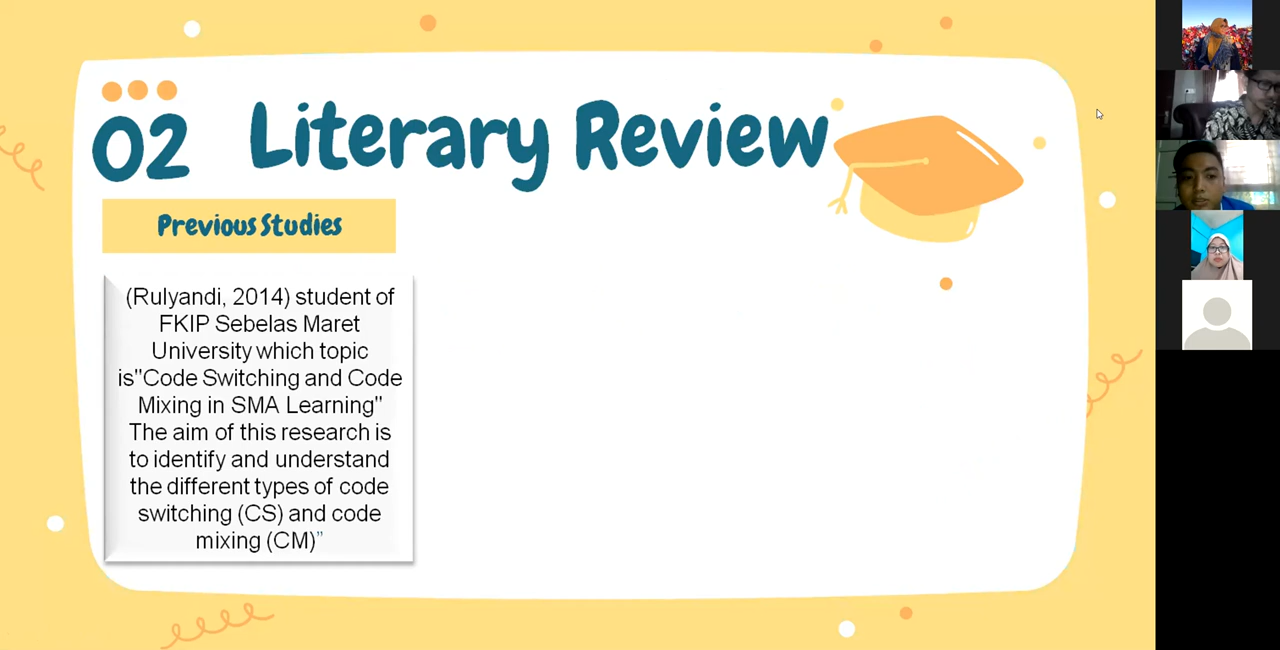 02 Literary Review
Previous Studies
(Rulyandi, 2014) student of
FKIP Sebelas Maret
University which topic
is"Code Switching and Code
Mixing in SMA Learning"
The aim of this research is
to identify and understand
the different types of code
switching (CS) and code
mixing (CM)”